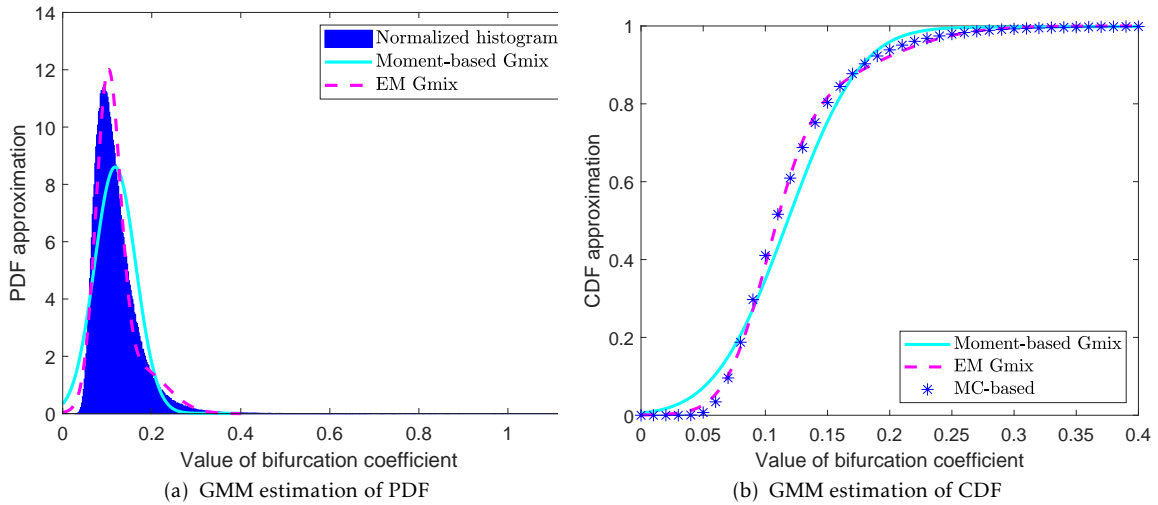 14
12
10
8
6
4
2
0
PDF approximation
0
0.2
0.4
0.6
0.8
1
Value of bifurcation coefficient
Normalized histogram
Moment-based Gmix
EM Gmix
(a) GMM estimation of PDF
1
0.8
0.6
0.4
0.2
0
CDF approximation
0
0.05
0.1
0.15
0.2
0.25
0.3
0.35
0.4
Value of bifurcation coefficient
Moment-based Gmix
EM Gmix
MC-based
(b) GMM estimation of CDF